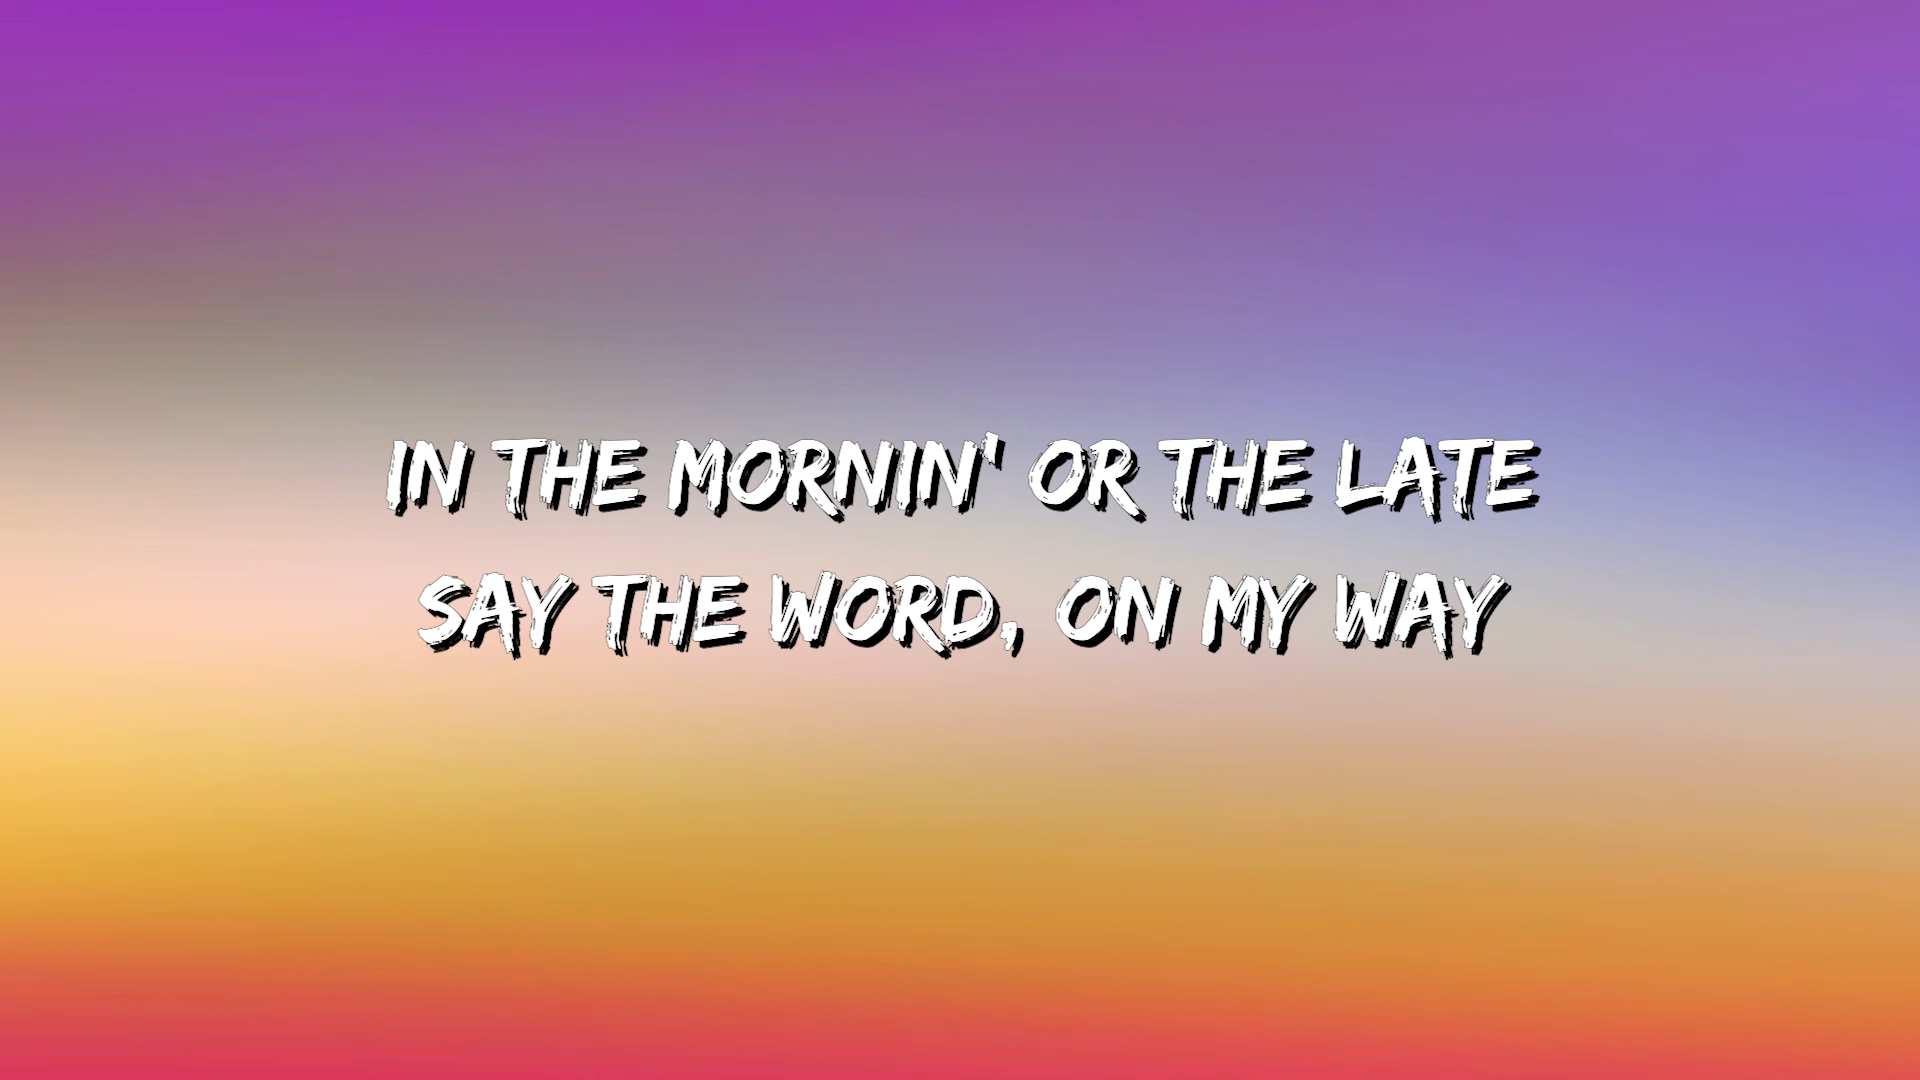 IN THE MORNIN' OR THE LATE
SAY THE WORD, ON MY WAY